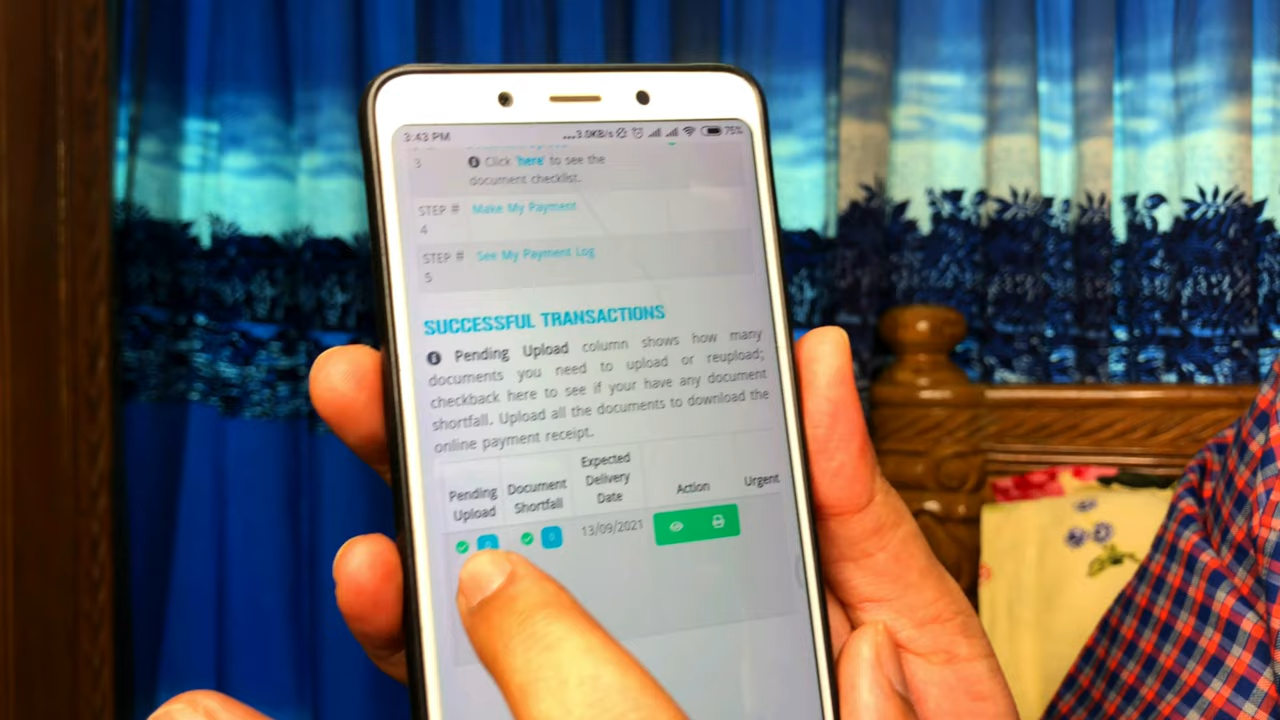 3:43 PM ...3.0KB/s 75%
3 Click 'here' to see the
document checklist.
STEP # Make My Payment
4
STEP # See My Payment Log
5
SUCCESSFUL TRANSACTIONS
Pending Upload column shows how many
documents you need to upload or reupload;
checkback here to see if your have any document
shortfall. Upload all the documents to download the
online payment receipt.
Pending Upload Document Shortfall Expected Delivery Date Action Urgent
0 0 13/09/2021